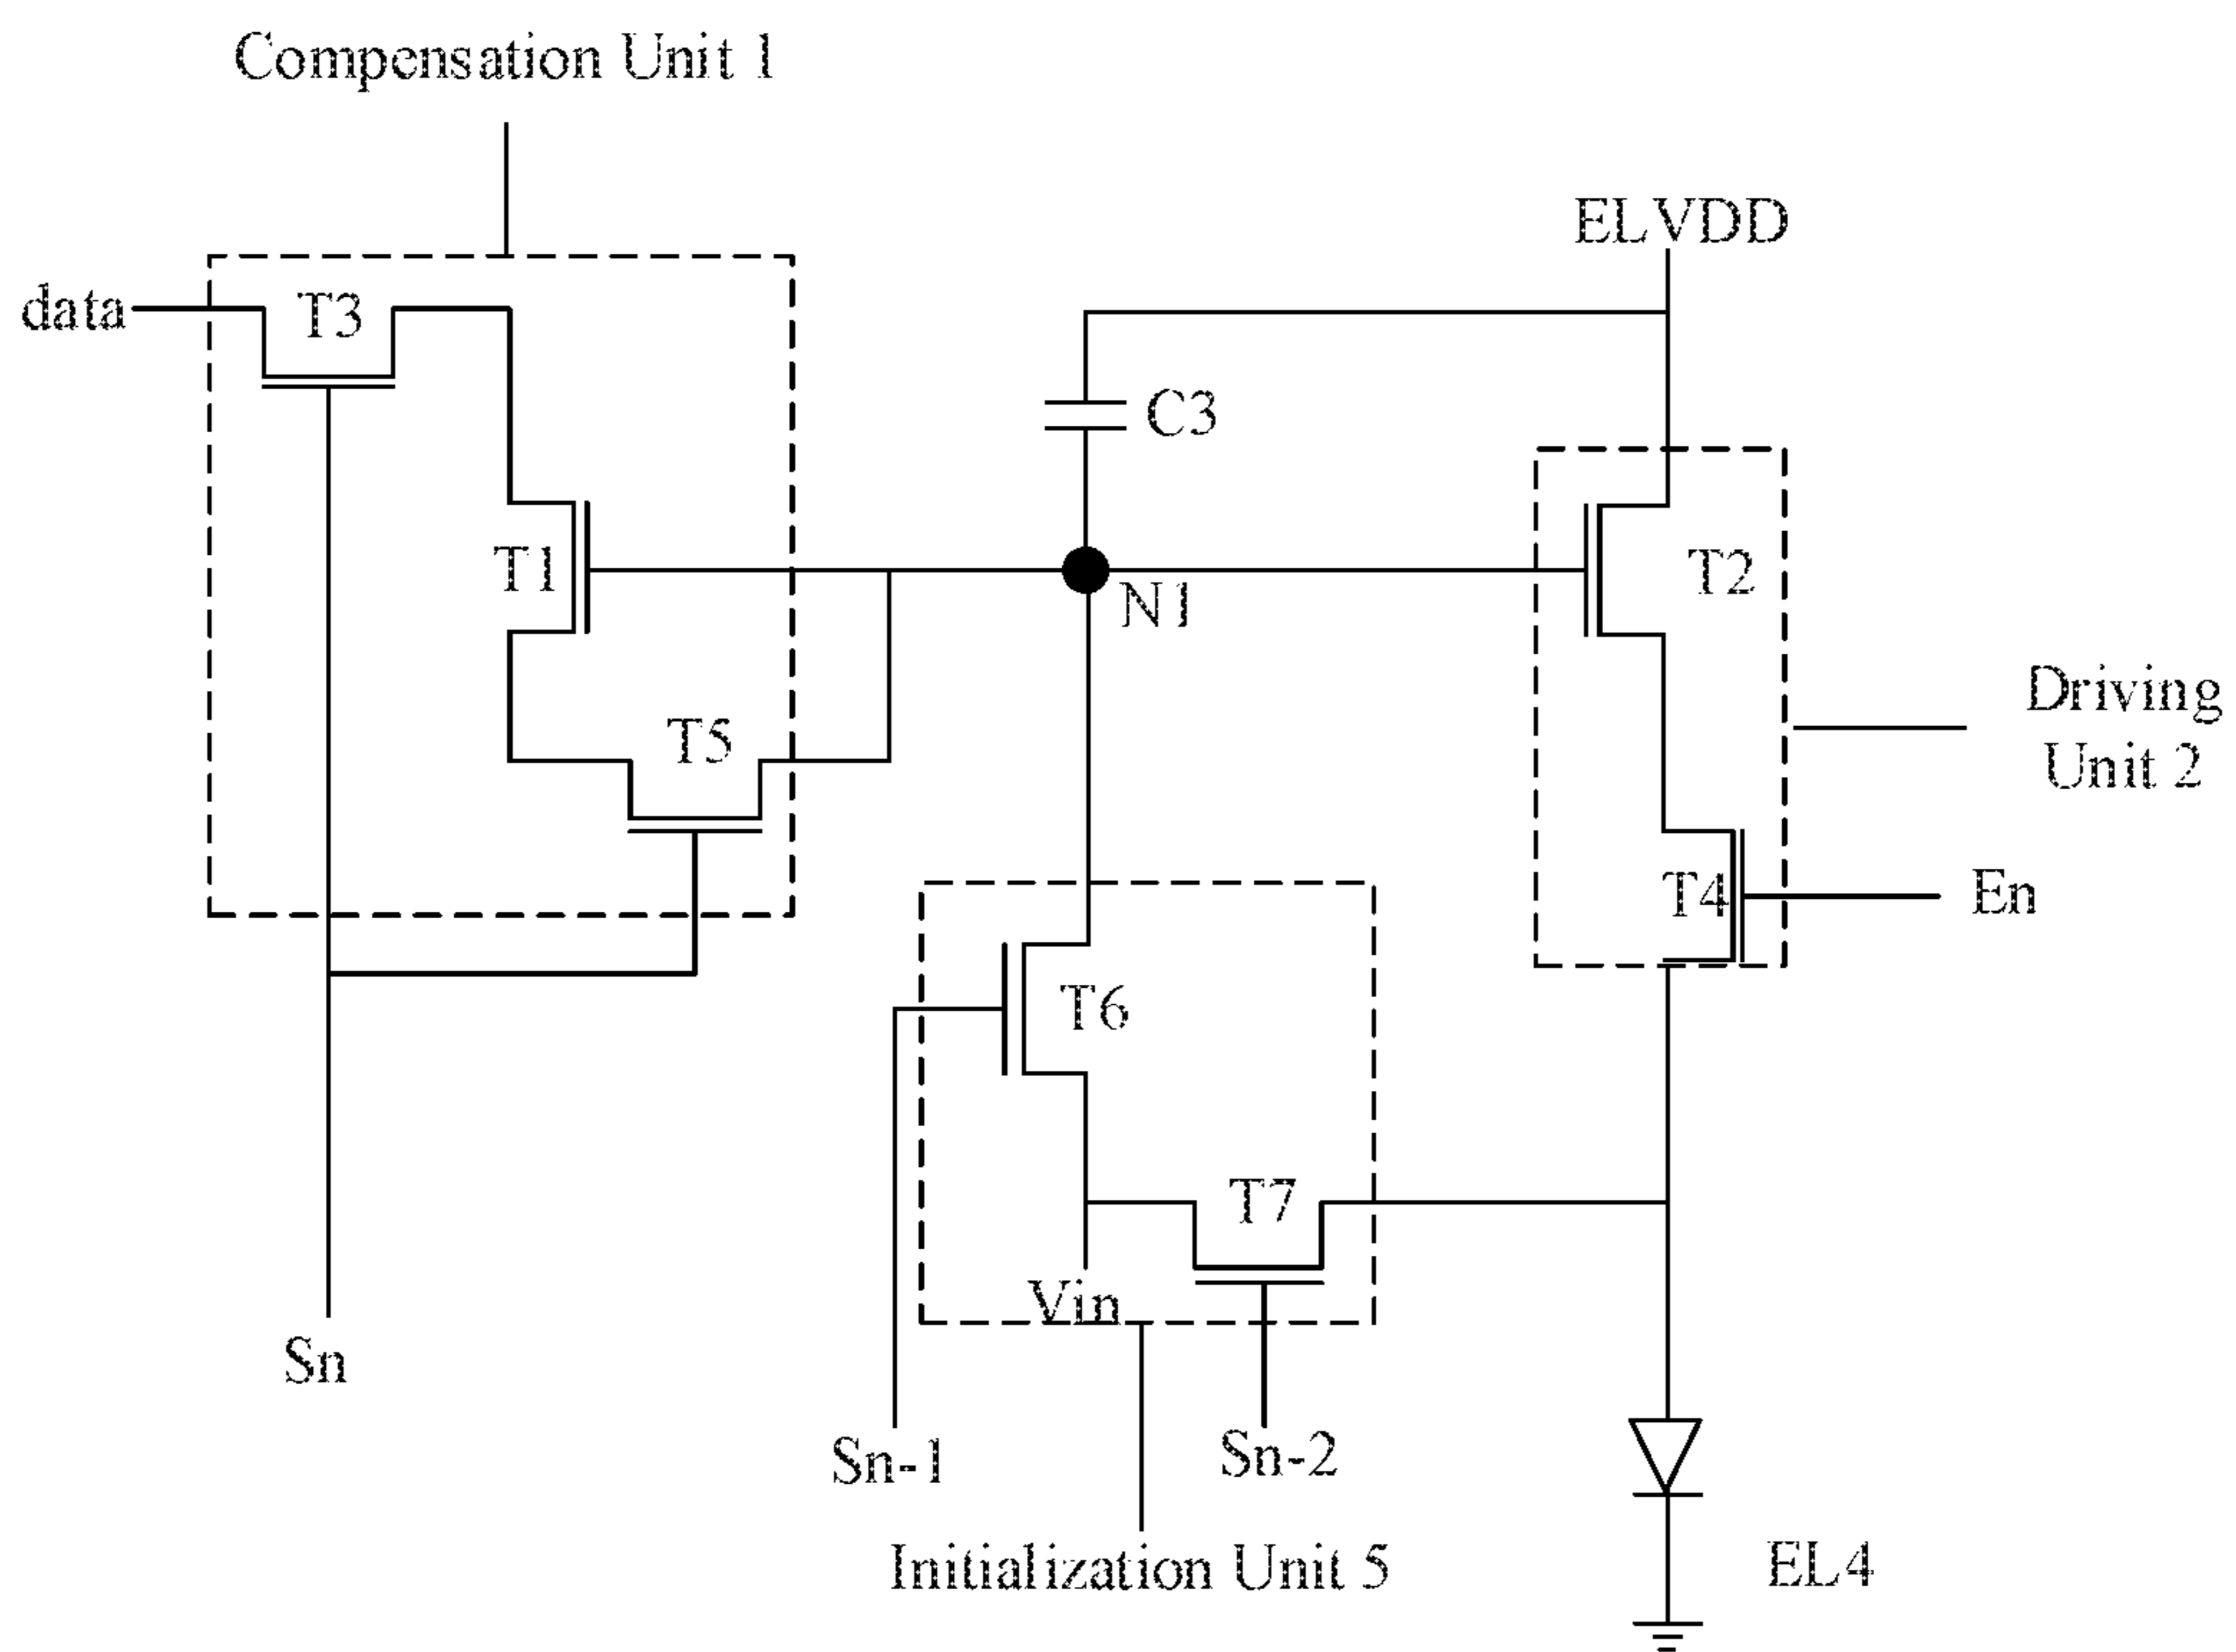 Compensation Unit 1
ELVDD
data
T3
C3
T1
T2
N1
Driving
Unit 2
T5
T4
En
T6
T7
Vin
Sn
Sn-1
Sn-2
Initialization Unit 5
EL4